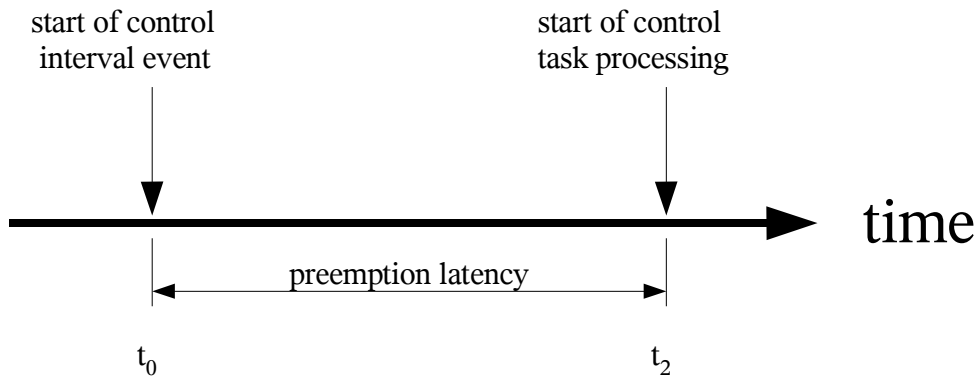 start of control
interval event
start of control
task processing
time
preemption latency
t₀
t₂